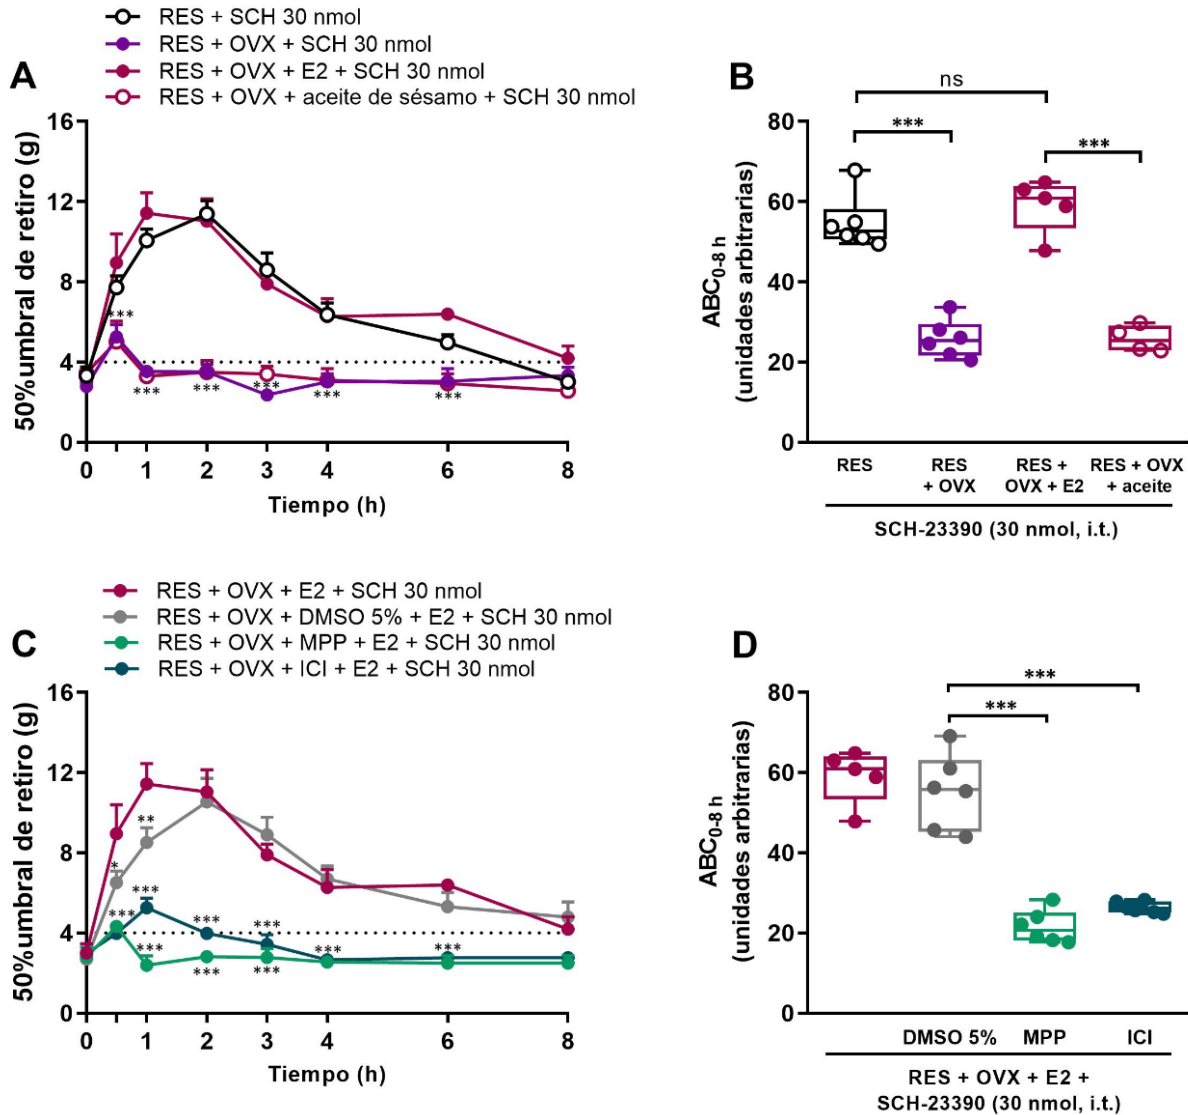 RES + SCH 30 nmol
RES + OVX + SCH 30 nmol
RES + OVX + E2 + SCH 30 nmol
RES + OVX + aceite de sésamo + SCH 30 nmol
A
50%umbral de retiro (g)
16
12
8
4
0
***
***
***
***
***
***
0 1 2 3 4 6 8
Tiempo (h)
B
ns
***
***
ABC0-8 h
(unidades arbitrarias)
80
60
40
20
0
RES
RES
+ OVX
RES +
OVX + E2
RES + OVX
+ aceite
SCH-23390 (30 nmol, i.t.)
RES + OVX + E2 + SCH 30 nmol
RES + OVX + DMSO 5% + E2 + SCH 30 nmol
RES + OVX + MPP + E2 + SCH 30 nmol
RES + OVX + ICI + E2 + SCH 30 nmol
C
50%umbral de retiro (g)
16
12
8
4
0
*
**
***
***
***
***
***
***
***
***
***
0 1 2 3 4 6 8
Tiempo (h)
D
***
***
ABC0-8 h
(unidades arbitrarias)
80
60
40
20
0
DMSO 5% MPP ICI
RES + OVX + E2 +
SCH-23390 (30 nmol, i.t.)